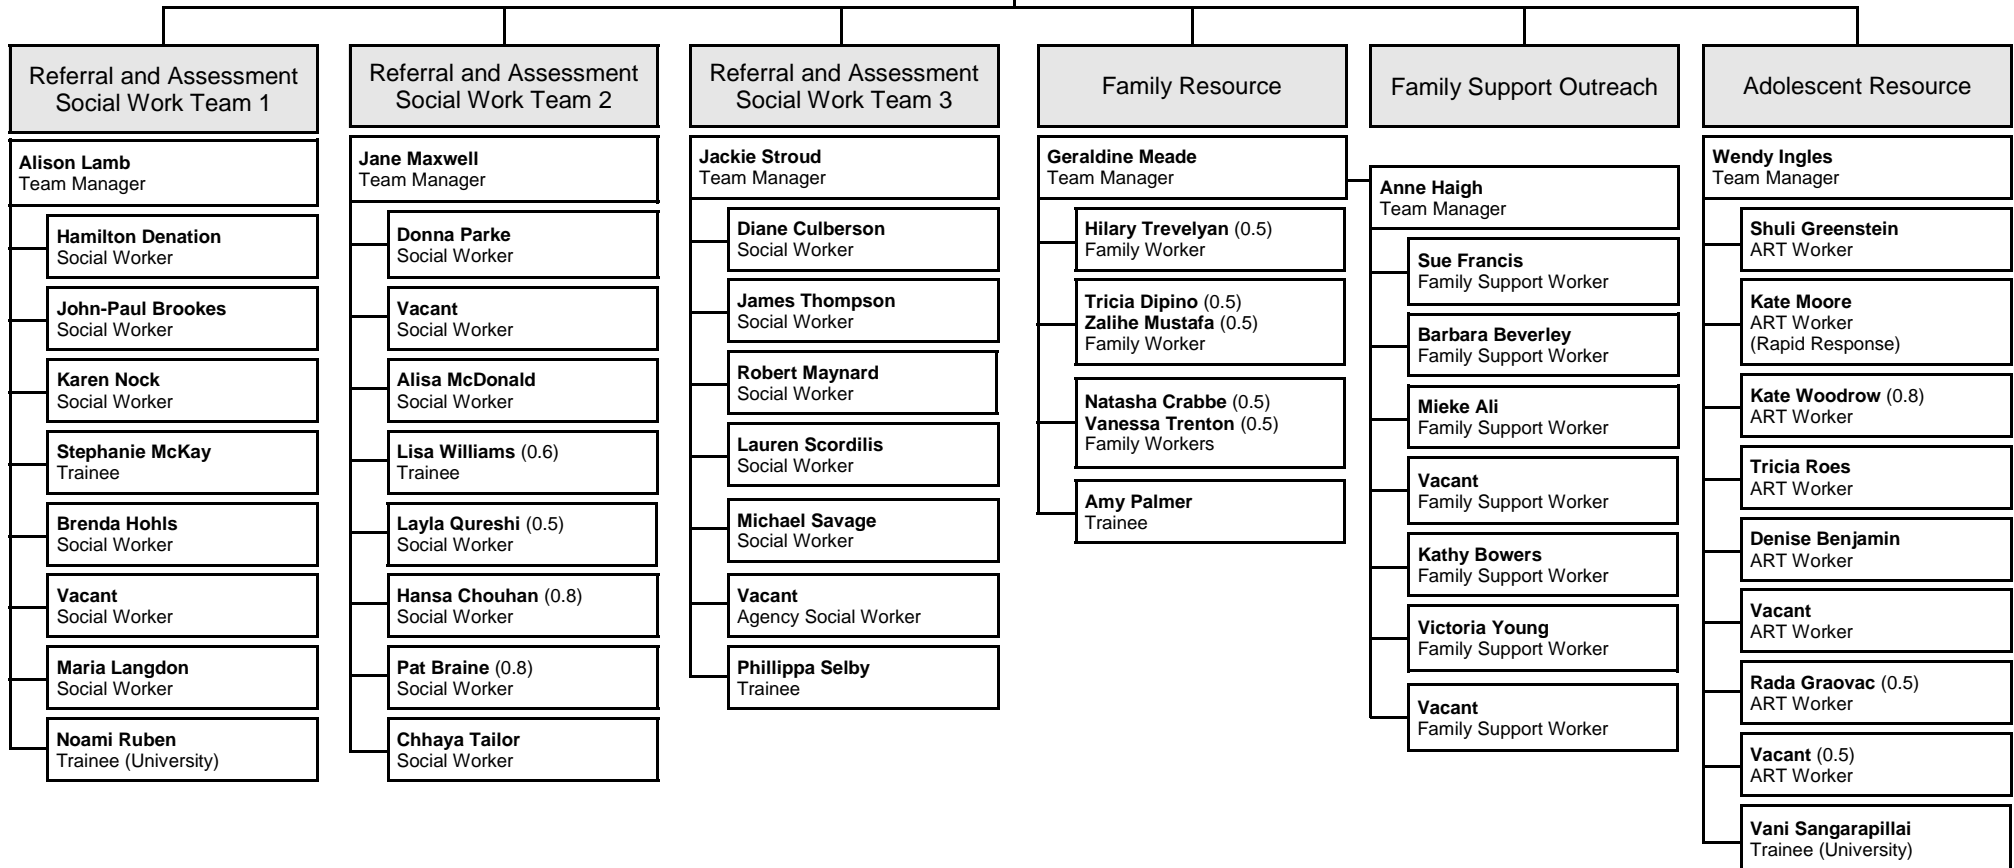 Referral and Assessment
Social Work Team 1
Alison Lamb
Team Manager
Hamilton Denation
Social Worker
John-Paul Brookes
Social Worker
Karen Nock
Social Worker
Stephanie McKay
Trainee
Brenda Hohls
Social Worker
Vacant
Social Worker
Maria Langdon
Social Worker
Noami Ruben
Trainee (University)
Referral and Assessment
Social Work Team 2
Jane Maxwell
Team Manager
Donna Parke
Social Worker
Vacant
Social Worker
Alisa McDonald
Social Worker
Lisa Williams (0.6)
Trainee
Layla Qureshi (0.5)
Social Worker
Hansa Chouhan (0.8)
Social Worker
Pat Braine (0.8)
Social Worker
Chhaya Tailor
Social Worker
Referral and Assessment
Social Work Team 3
Jackie Stroud
Team Manager
Diane Culberson
Social Worker
James Thompson
Social Worker
Robert Maynard
Social Worker
Lauren Scordilis
Social Worker
Michael Savage
Social Worker
Vacant
Agency Social Worker
Phillippa Selby
Trainee
Family Resource
Geraldine Meade
Team Manager
Hilary Trevelyan (0.5)
Family Worker
Tricia Dipino (0.5)
Zalihe Mustafa (0.5)
Family Worker
Natasha Crabbe (0.5)
Vanessa Trenton (0.5)
Family Workers
Amy Palmer
Trainee
Family Support Outreach
Anne Haigh
Team Manager
Sue Francis
Family Support Worker
Barbara Beverley
Family Support Worker
Mieke Ali
Family Support Worker
Vacant
Family Support Worker
Kathy Bowers
Family Support Worker
Victoria Young
Family Support Worker
Vacant
Family Support Worker
Adolescent Resource
Wendy Ingles
Team Manager
Shuli Greenstein
ART Worker
Kate Moore
ART Worker
(Rapid Response)
Kate Woodrow (0.8)
ART Worker
Tricia Roes
ART Worker
Denise Benjamin
ART Worker
Vacant
ART Worker
Rada Graovac (0.5)
ART Worker
Vacant (0.5)
ART Worker
Vani Sangarapillai
Trainee (University)